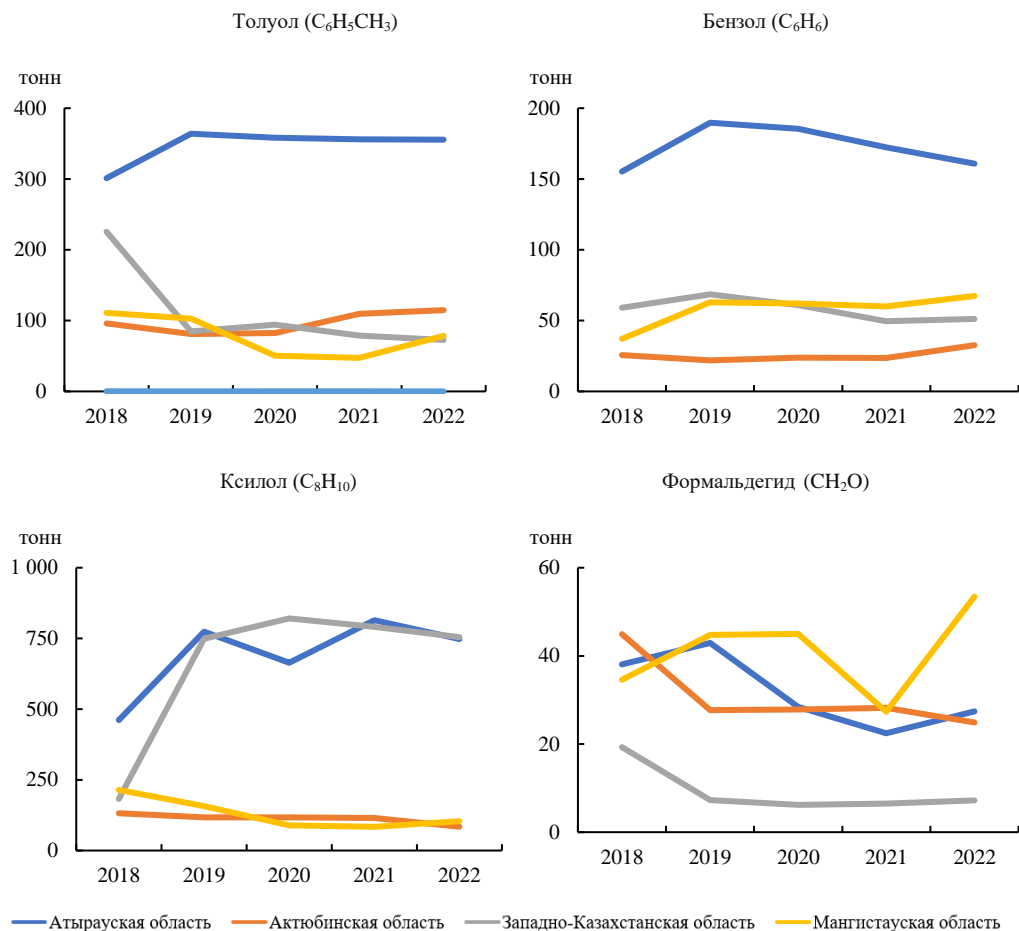 Толуол (C₆H₅CH₃)
тонн
400
300
200
100
0
2018 2019 2020 2021 2022
Бензол (C₆H₆)
тонн
200
150
100
50
0
2018 2019 2020 2021 2022
Ксилол (C₈H₁₀)
тонн
1 000
750
500
250
0
2018 2019 2020 2021 2022
Формальдегид (CH₂O)
тонн
60
40
20
0
2018 2019 2020 2021 2022
Атырауская область Актюбинская область Западно-Казахстанская область Мангистауская область